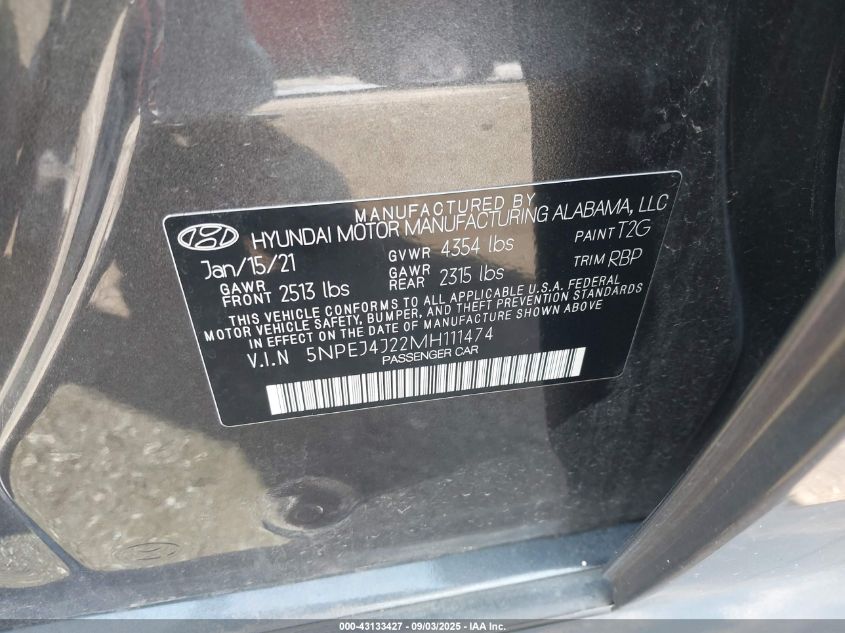 MANUFACTURED BY
HYUNDAI MOTOR MANUFACTURING ALABAMA, LLC
Jan/15/21 GVWR 4354 lbs PAINT T2G
GAWR FRONT 2513 lbs GAWR REAR 2315 lbs TRIM RBP
THIS VEHICLE CONFORMS TO ALL APPLICABLE U.S.A. FEDERAL
MOTOR VEHICLE SAFETY, BUMPER, AND THEFT PREVENTION STANDARDS
IN EFFECT ON THE DATE OF MANUFACTURE SHOWN ABOVE
V.I.N 5NPEJ4J22MH111474
PASSENGER CAR
000-43133427 - 09/03/2025 - IAA Inc.